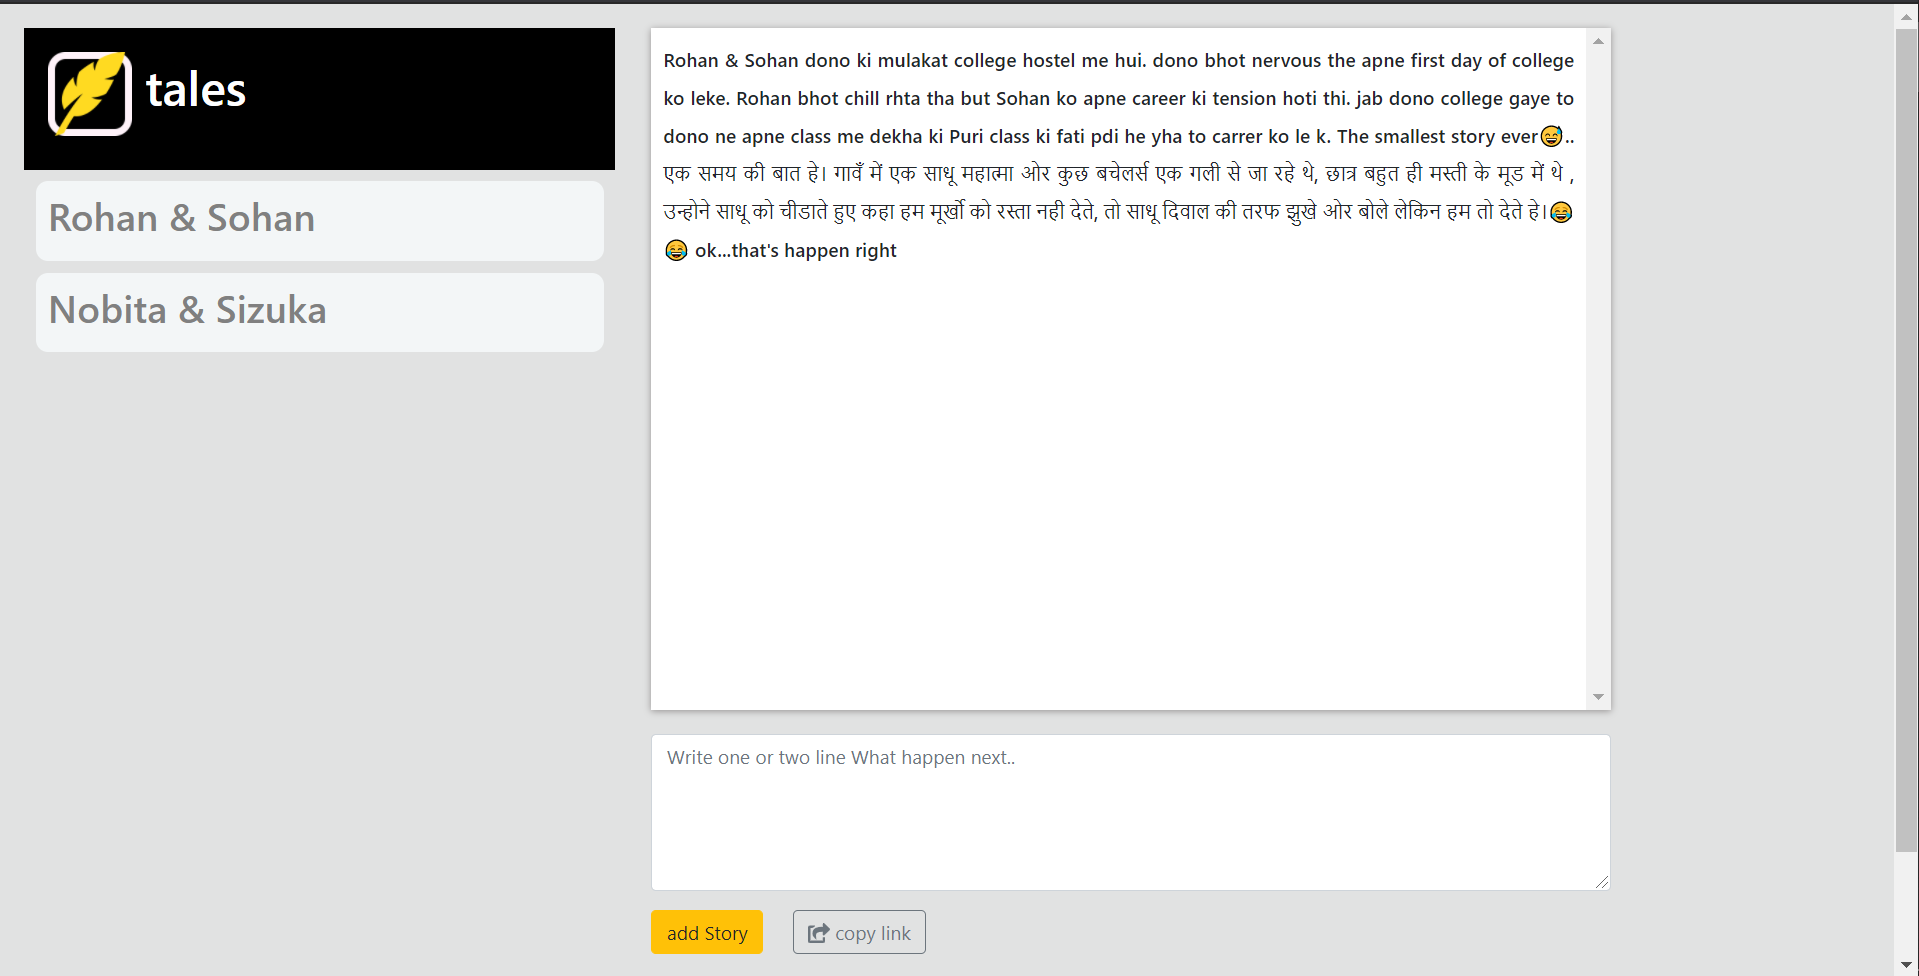 tales
Rohan & Sohan
Nobita & Sizuka
Rohan & Sohan dono ki mulakat college hostel me hui. dono bhot nervous the apne first day of college
ko leke. Rohan bhot chill rhta tha but Sohan ko apne career ki tension hoti thi. jab dono college gaye to
dono ne apne class me dekha ki Puri class ki fati pdi he yha to carrer ko le k. The smallest story ever😅..
एक समय की बात हे। गावँ में एक साधू महात्मा ओर कुछ बचेलर्स एक गली से जा रहे थे, छात्र बहुत ही मस्ती के मूड में थे ,
उन्होने साधू को चीडाते हुए कहा हम मूर्खो को रस्ता नही देते, तो साधू दिवाल की तरफ झुखे ओर बोले लेकिन हम तो देते हे।😂
😂 ok...that's happen right
Write one or two line What happen next..
add Story
copy link